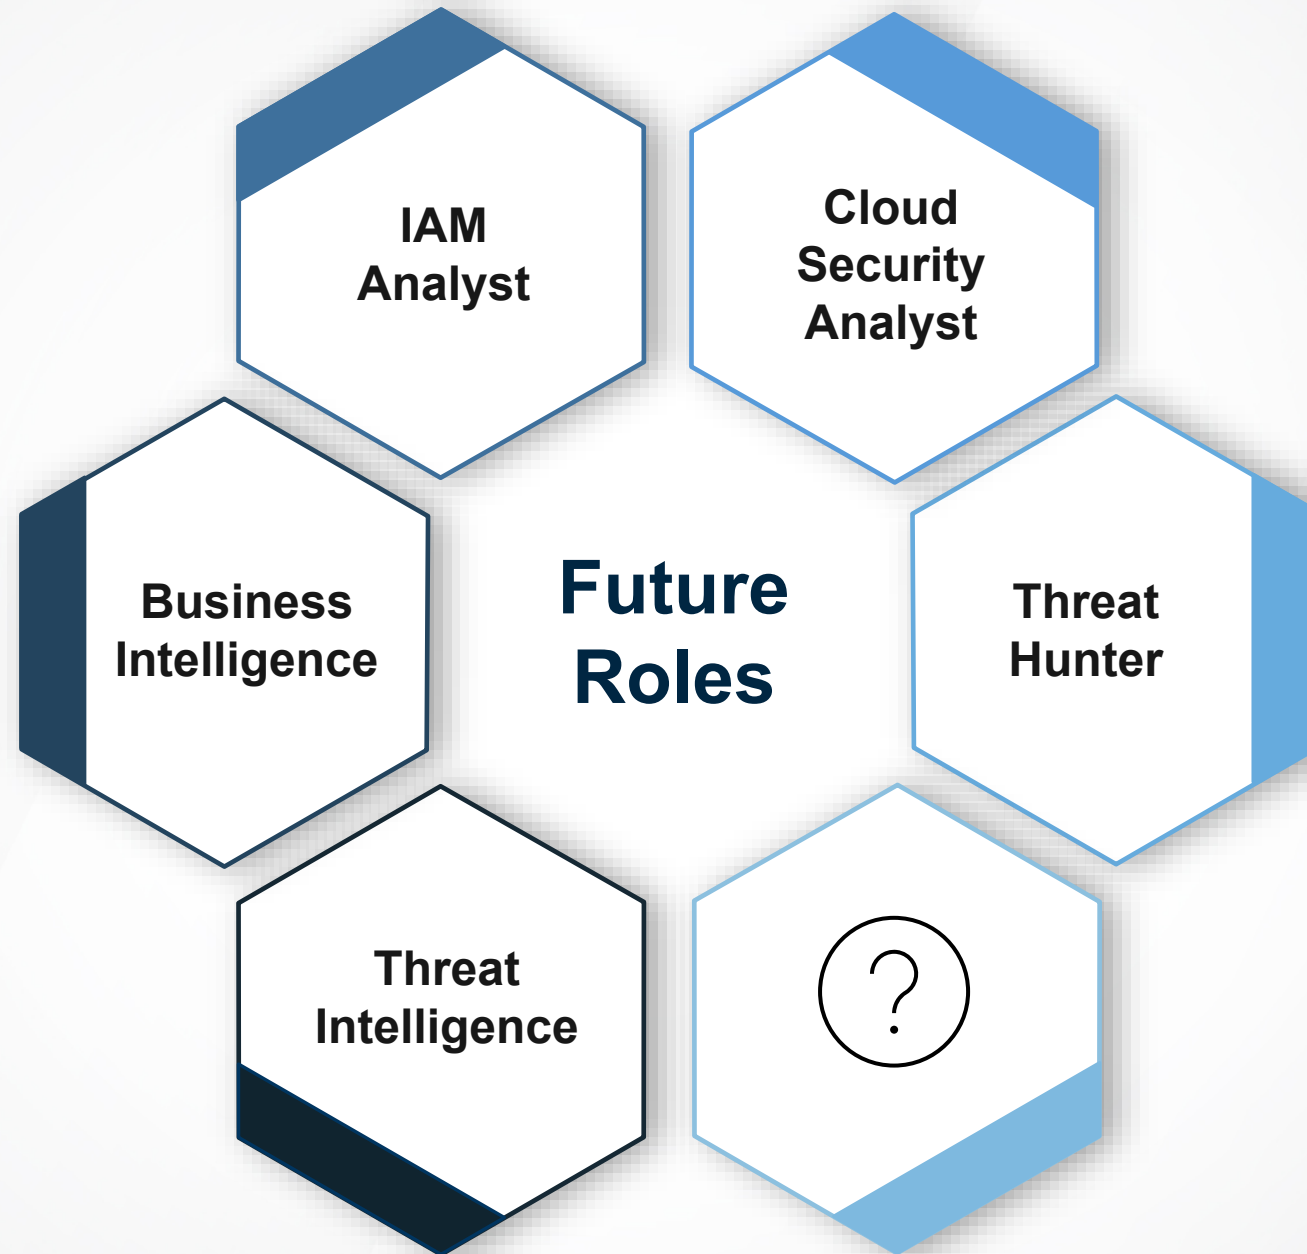 IAM
Analyst
Cloud
Security
Analyst
Business
Intelligence
Future
Roles
Threat
Hunter
Threat
Intelligence
?